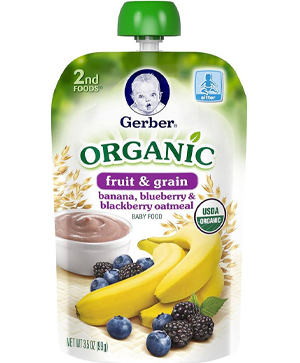 2nd
FOODS®
sitter
Gerber®
ORGANIC
fruit & grain
banana, blueberry &
blackberry oatmeal
BABY FOOD
USDA
ORGANIC
NET WT 3.5 OZ (99g)